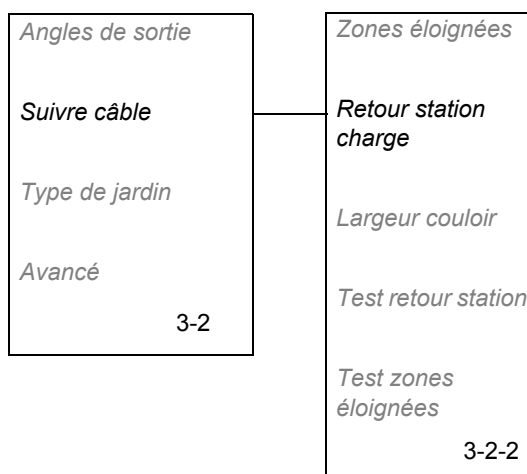 Angles de sortie
Suivre câble
Type de jardin
Avancé
3-2
Zones éloignées
Retour station
charge
Largeur couloir
Test retour station
Test zones
éloignées
3-2-2